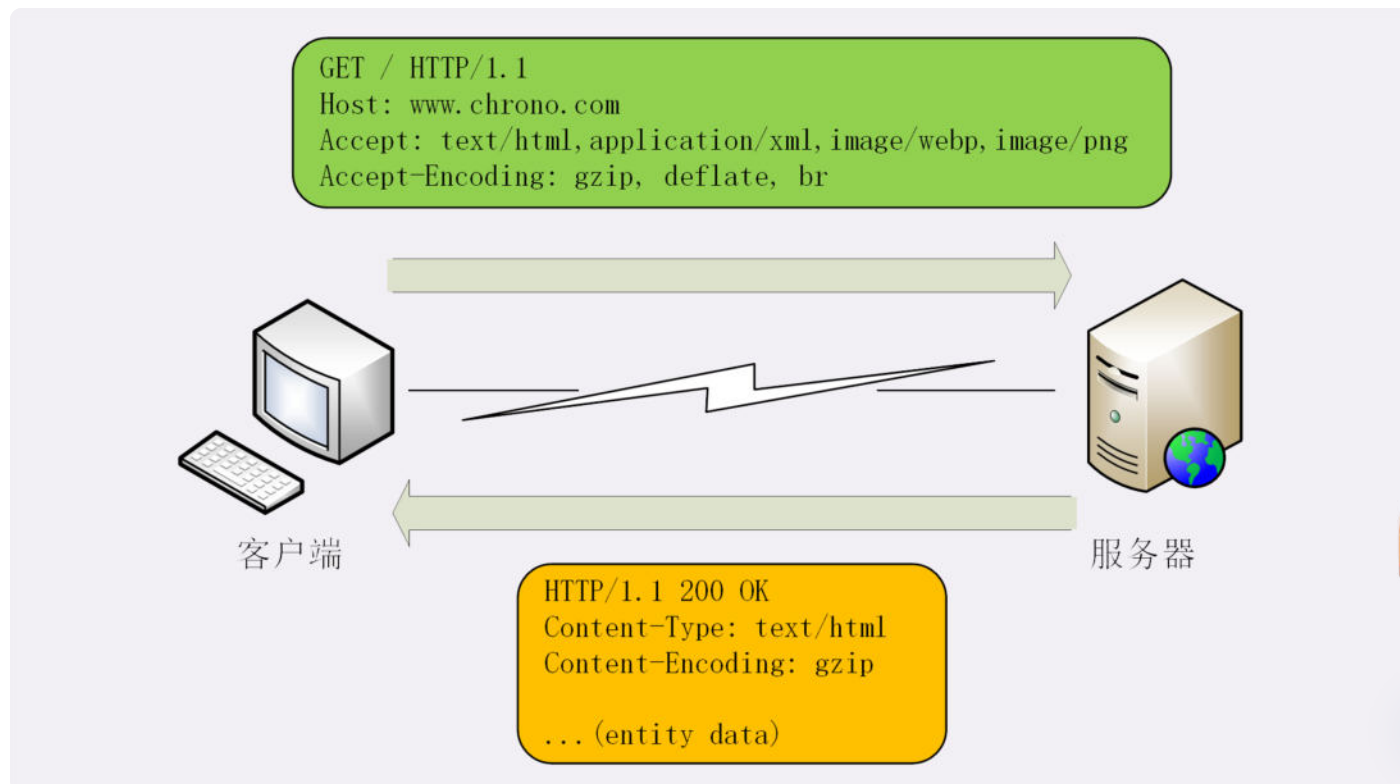 GET / HTTP/1.1
Host: www.chrono.com
Accept: text/html,application/xml,image/webp,image/png
Accept-Encoding: gzip, deflate, br
客户端
服务器
HTTP/1.1 200 OK
Content-Type: text/html
Content-Encoding: gzip
...(entity data)